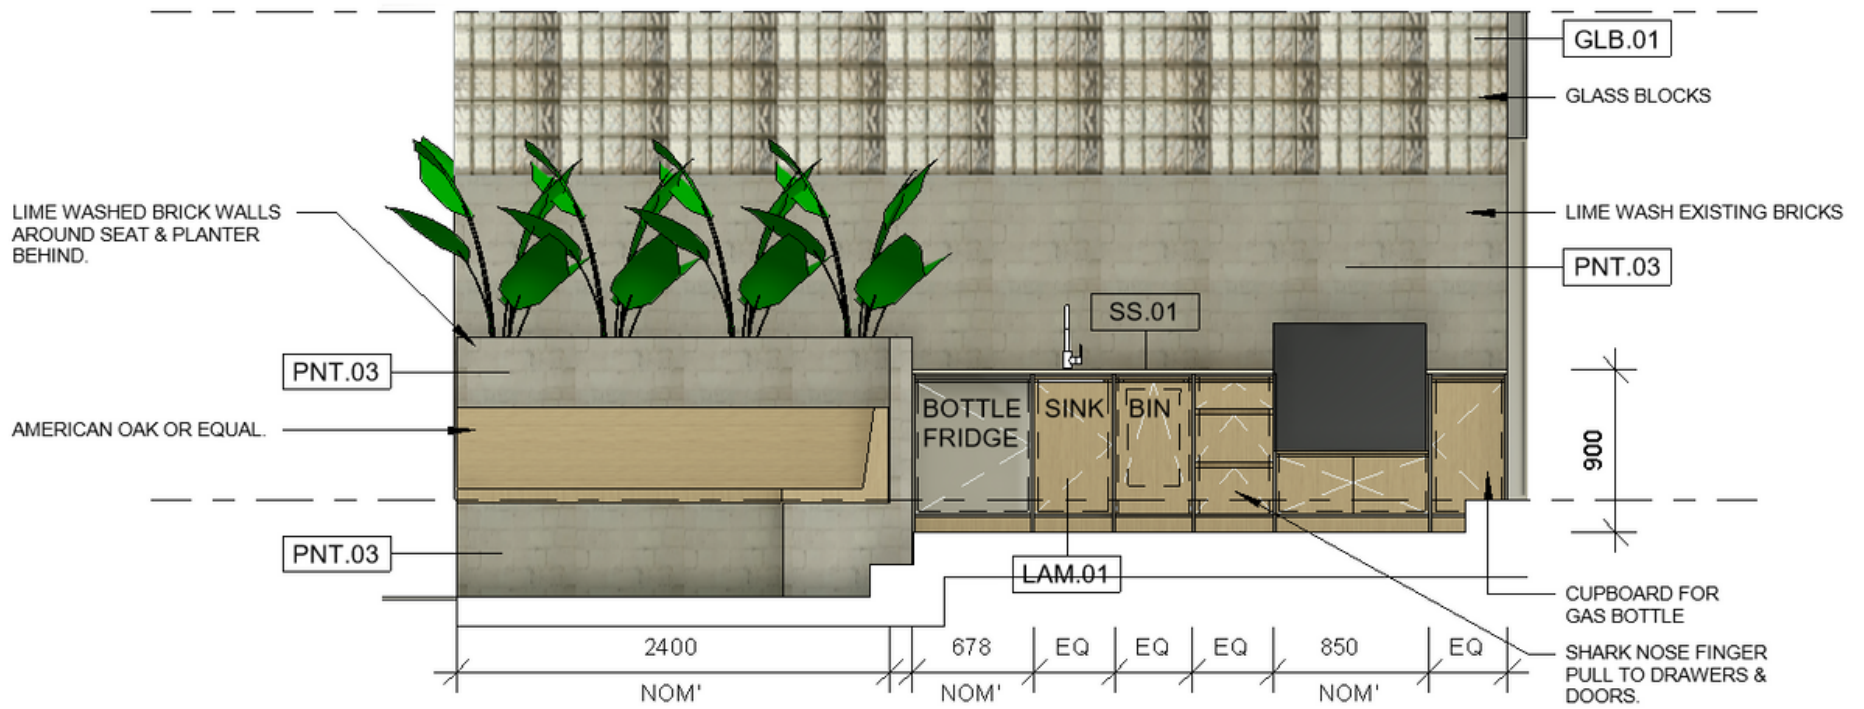 GLB.01
GLASS BLOCKS
LIME WASHED BRICK WALLS
AROUND SEAT & PLANTER
BEHIND.
LIME WASH EXISTING BRICKS
PNT.03
SS.01
PNT.03
BOTTLE
FRIDGE
SINK
BIN
AMERICAN OAK OR EQUAL.
900
PNT.03
LAM.01
CUPBOARD FOR
GAS BOTTLE
2400
678
EQ
EQ
EQ
850
EQ
SHARK NOSE FINGER
PULL TO DRAWERS &
DOORS.
NOM'
NOM'
NOM'